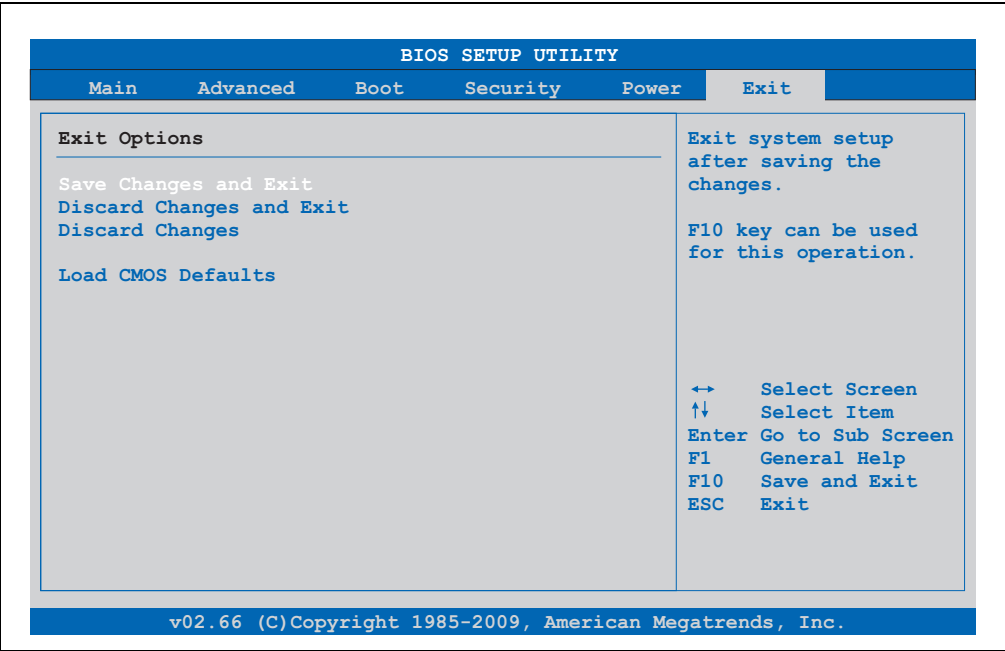 BIOS SETUP UTILITY
Main Advanced Boot Security Power Exit
Exit Options
Save Changes and Exit
Discard Changes and Exit
Discard Changes
Load CMOS Defaults
Exit system setup
after saving the
changes.
F10 key can be used
for this operation.
↔ Select Screen
↑↓ Select Item
Enter Go to Sub Screen
F1 General Help
F10 Save and Exit
ESC Exit
v02.66 (C)Copyright 1985-2009, American Megatrends, Inc.